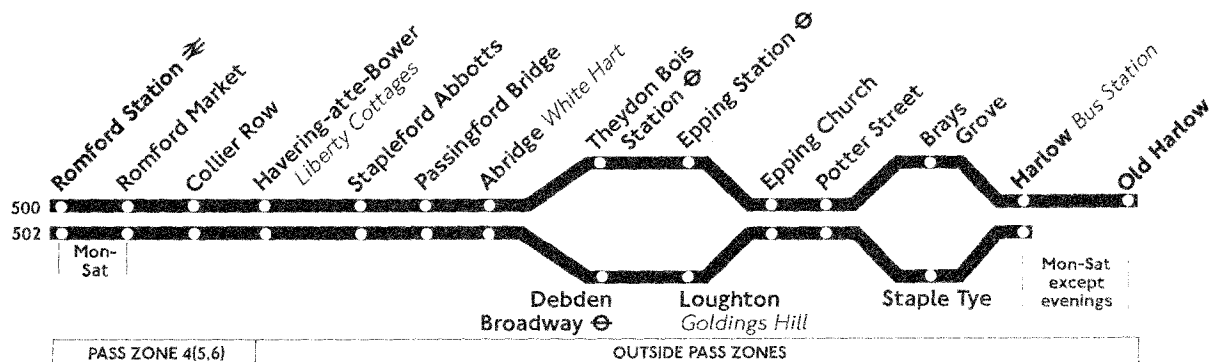 Romford Station
Romford Market
Collier Row
Havering-atte-Bower
Liberty Cottages
Stapleford Abbotts
Passingford Bridge
Abridge White Hart
Theydon Bois
Station
Epping Station
Epping Church
Potter Street
Brays
Grove
Harlow Bus Station
Old Harlow
500
502
Mon-
Sat
Debden
Broadway
Loughton
Goldings Hill
Staple Tye
Mon-Sat
except
evenings
PASS ZONE 4(5,6)
OUTSIDE PASS ZONES